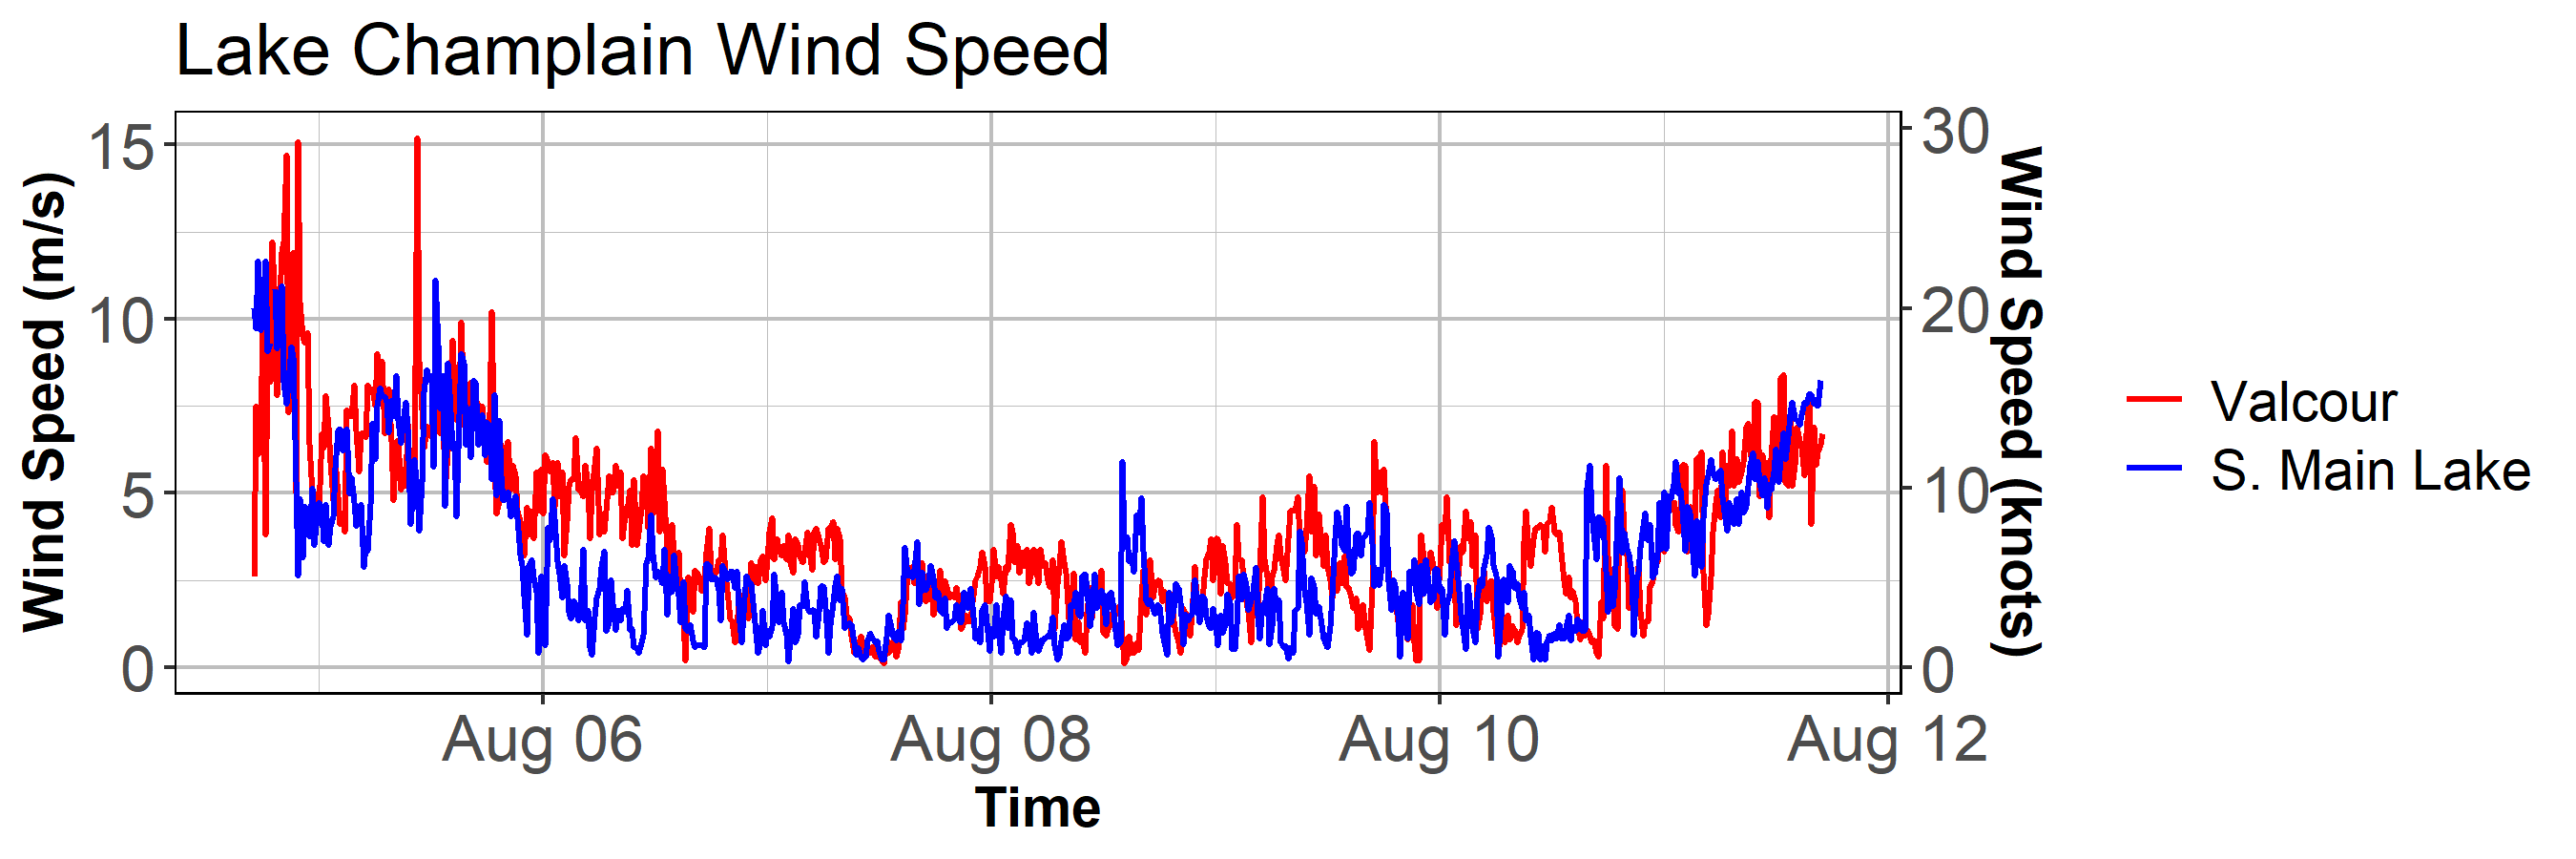 Lake Champlain Wind Speed
Wind Speed (m/s)
15
10
5
0
30
20
10
0
Wind Speed (knots)
Aug 06
Aug 08
Aug 10
Aug 12
Time
Valcour
S. Main Lake